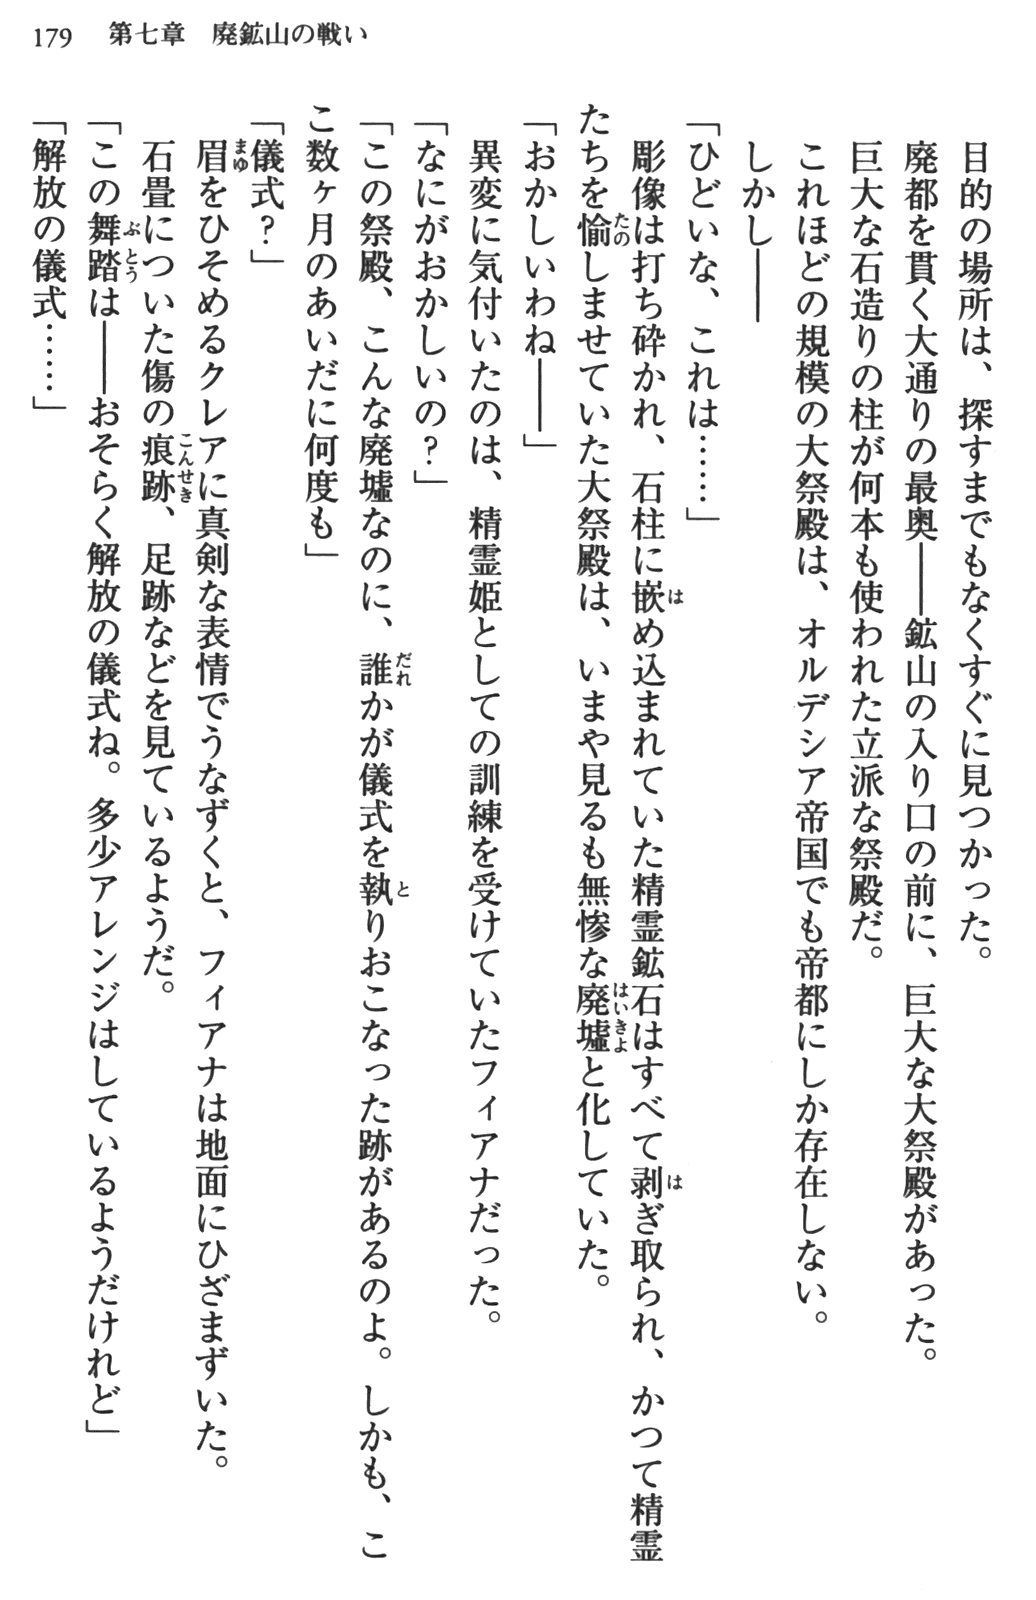 179　第七章　廃鉱山の戦い
目的の場所は、探すまでもなくすぐに見つかった。
廃都を貫く大通りの最奥――鉱山の入り口の前に、巨大な大祭殿があった。
巨大な石造りの柱が何本も使われた立派な祭殿だ。
これほどの規模の大祭殿は、オルデシア帝国でも帝都にしか存在しない。
しかし――
「ひどいな、これは……」
彫像は打ち砕かれ、石柱に嵌め込まれていた精霊鉱石はすべて剥ぎ取られ、かつて精霊
たちを愉しませていた大祭殿は、いまや見るも無惨な廃墟と化していた。
「おかしいわね――」
異変に気付いたのは、精霊姫としての訓練を受けていたフィアナだった。
「なにがおかしいの？」
「この祭殿、こんな廃墟なのに、誰かが儀式を執りおこなった跡があるのよ。しかも、こ
こ数ヶ月のあいだに何度も」
「儀式？」
眉をひそめるクレアに真剣な表情でうなずくと、フィアナは地面にひざまずいた。
石畳についた傷の痕跡、足跡などを見ているようだ。
「この舞踏は――おそらく解放の儀式ね。多少アレンジはしているようだけれど」
「解放の儀式……」